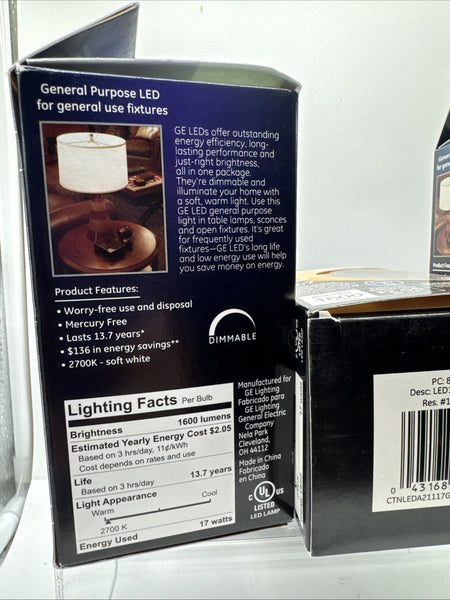 General Purpose LED
for general use fixtures
GE LEDs offer outstanding
energy efficiency, long-
lasting performance and
just-right brightness,
all in one package.
They're dimmable and
illuminate your home with
a soft, warm light. Use this
GE LED general purpose
light in table lamps, sconces
and open fixtures. It's great
for frequently used
fixtures—GE LED's long life
and low energy use will help
you save money on energy.
Product Features:
• Worry-free use and disposal
• Mercury Free
• Lasts 13.7 years*
• $136 in energy savings**
• 2700K - soft white
DIMMABLE
Lighting Facts Per Bulb
Brightness 1600 lumens
Estimated Yearly Energy Cost $2.05
Based on 3 hrs/day, 11¢/kWh
Cost depends on rates and use
Life
Based on 3 hrs/day 13.7 years
Light Appearance
Warm Cool
2700 K
Energy Used 17 watts
Manufactured for
GE Lighting
Fabricado para
GE Lighting
General Electric
Company
Nela Park
Cleveland,
OH 44112
Made in China
Fabricado
en China
C UL US
LISTED
LED LAMP
PC: 8
Desc: LED1
Res. #1
0 43168
CTNLEDA21117G